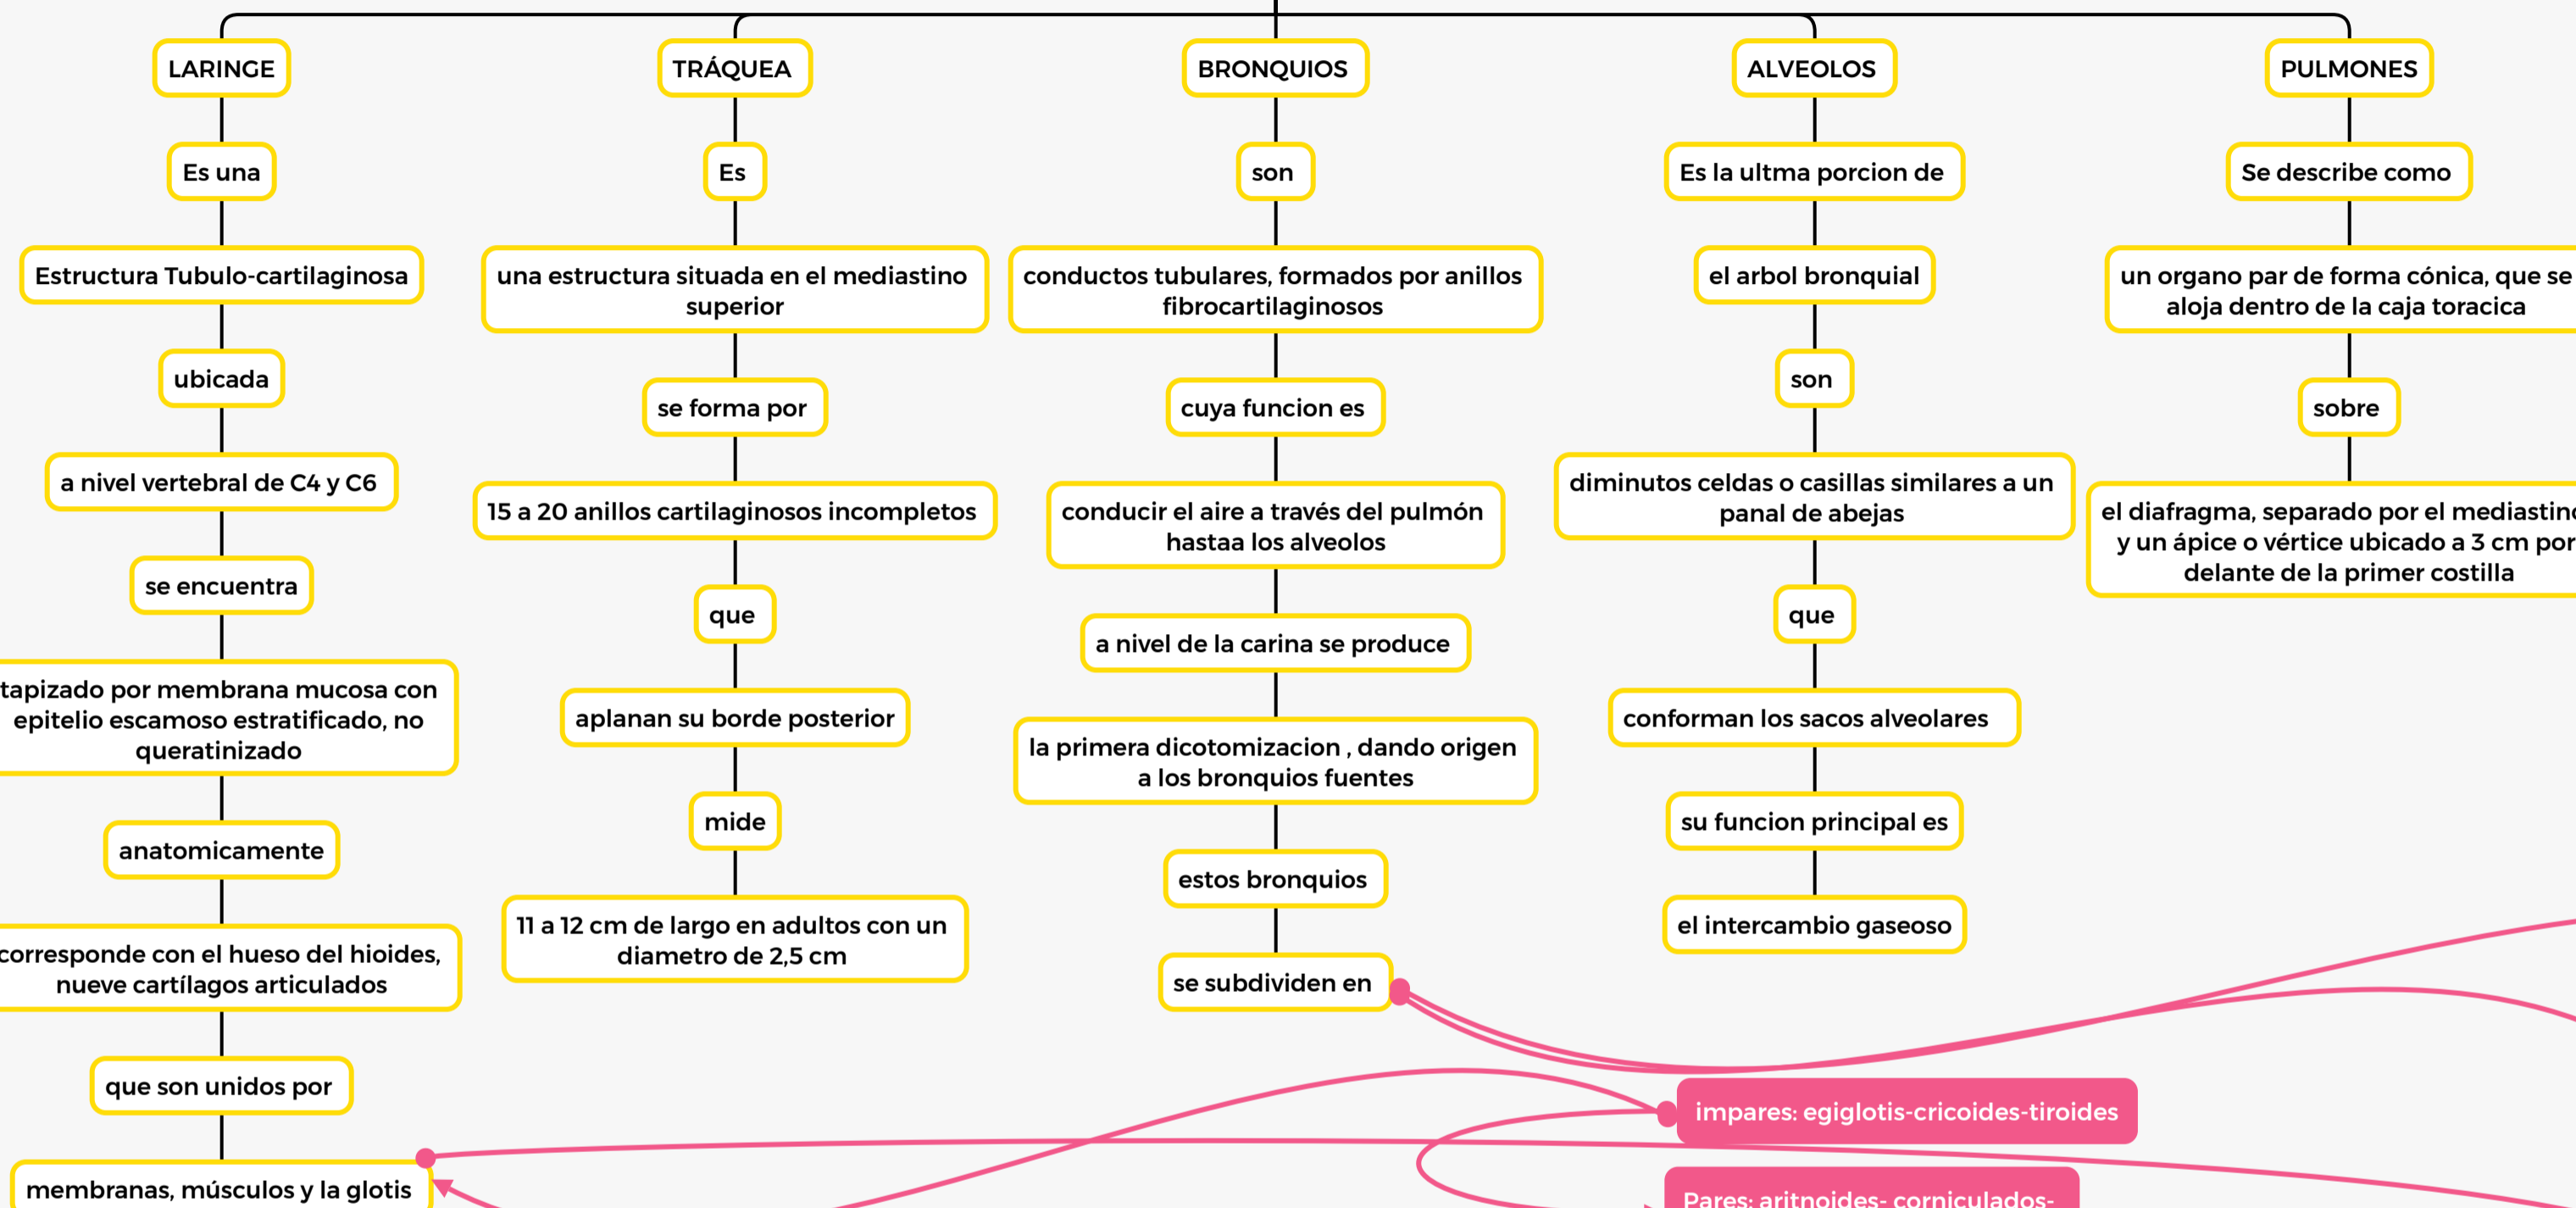 LARINGE
Es una
Estructura Tubulo-cartilaginosa
ubicada
a nivel vertebral de C4 y C6
se encuentra
tapizado por membrana mucosa con
epitelio escamoso estratificado, no
queratinizado
anatomicamente
corresponde con el hueso del hioides,
nueve cartílagos articulados
que son unidos por
membranas, músculos y la glotis
TRÁQUEA
Es
una estructura situada en el mediastino
superior
se forma por
15 a 20 anillos cartilaginosos incompletos
que
aplanan su borde posterior
mide
11 a 12 cm de largo en adultos con un
diametro de 2,5 cm
BRONQUIOS
son
conductos tubulares, formados por anillos
fibrocartilaginosos
cuya funcion es
conducir el aire a través del pulmón
hastaa los alveolos
a nivel de la carina se produce
la primera dicotomizacion , dando origen
a los bronquios fuentes
estos bronquios
se subdividen en
ALVEOLOS
Es la ultma porcion de
el arbol bronquial
son
diminutos celdas o casillas similares a un
panal de abejas
que
conforman los sacos alveolares
su funcion principal es
el intercambio gaseoso
PULMONES
Se describe como
un organo par de forma cónica, que se
aloja dentro de la caja toracica
sobre
el diafragma, separado por el mediastino
y un ápice o vértice ubicado a 3 cm por
delante de la primer costilla
impares: egiglotis-cricoides-tiroides
Pares: aritnoides- corniculados-